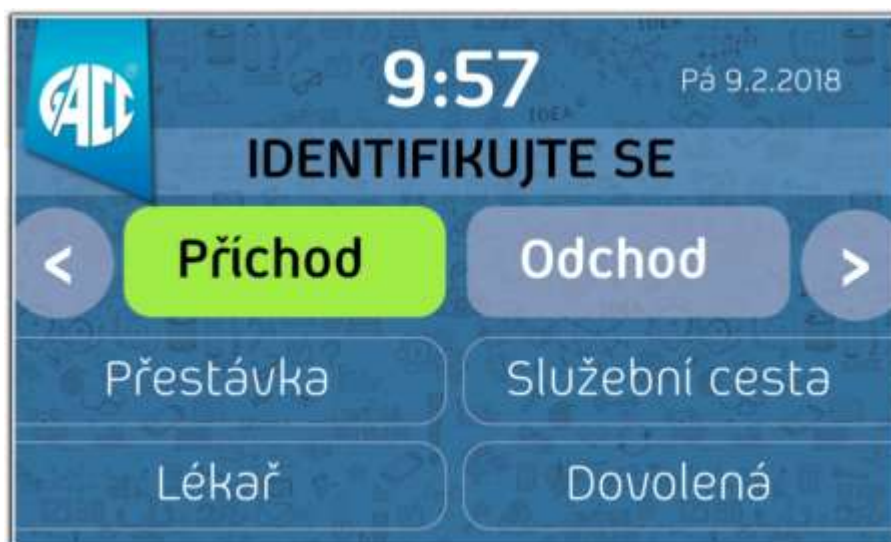 GACC®
9:57
Pá 9.2.2018
IDENTIFIKUJTE SE
< Příchod Odchod >
Přestávka Služební cesta
Lékař Dovolená